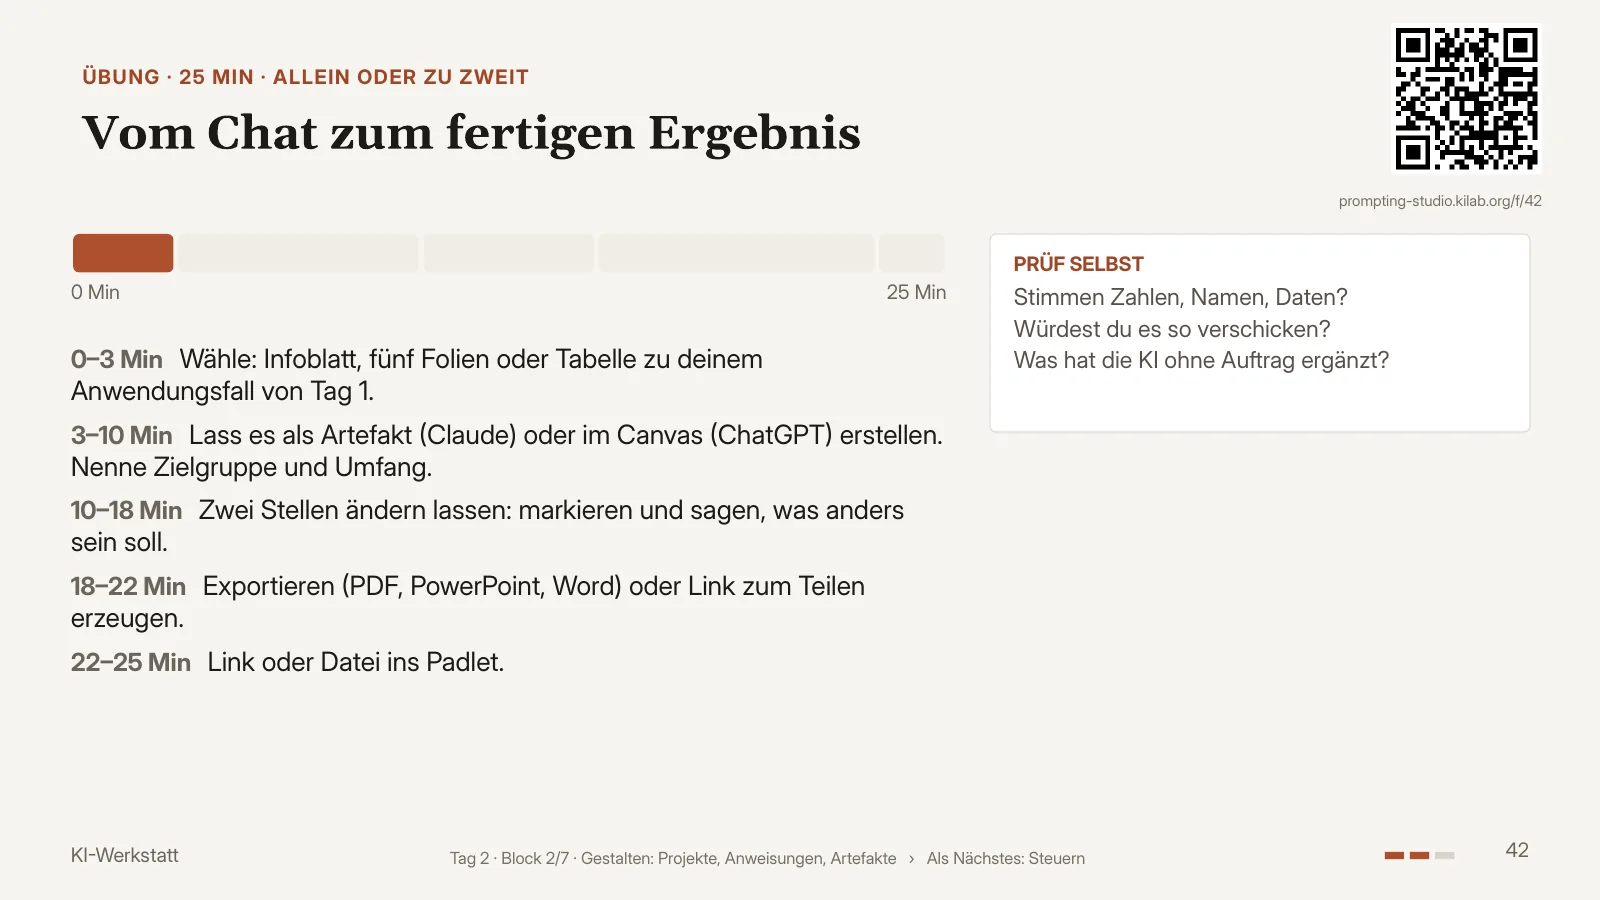 ÜBUNG · 25 MIN · ALLEIN ODER ZU ZWEIT
Vom Chat zum fertigen Ergebnis
prompting-studio.kilab.org/f/42
0 Min
25 Min
0–3 Min Wähle: Infoblatt, fünf Folien oder Tabelle zu deinem
Anwendungsfall von Tag 1.
3–10 Min Lass es als Artefakt (Claude) oder im Canvas (ChatGPT) erstellen.
Nenne Zielgruppe und Umfang.
10–18 Min Zwei Stellen ändern lassen: markieren und sagen, was anders
sein soll.
18–22 Min Exportieren (PDF, PowerPoint, Word) oder Link zum Teilen
erzeugen.
22–25 Min Link oder Datei ins Padlet.
PRÜF SELBST
Stimmen Zahlen, Namen, Daten?
Würdest du es so verschicken?
Was hat die KI ohne Auftrag ergänzt?
KI-Werkstatt
Tag 2 · Block 2/7 · Gestalten: Projekte, Anweisungen, Artefakte › Als Nächstes: Steuern
42